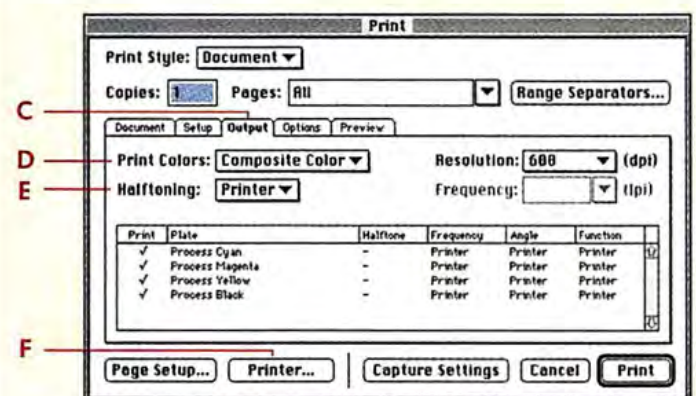 Print
Print Style: Document
Copies: 1 Pages: All Range Separators...
C
Document Setup Output Options Preview
D Print Colors: Composite Color Resolution: 600 (dpi)
E Halftoning: Printer Frequency: (lpi)
Print Plate Halftone Frequency Angle Function
✓ Process Cyan - Printer Printer Printer
✓ Process Magenta - Printer Printer Printer
✓ Process Yellow - Printer Printer Printer
✓ Process Black - Printer Printer Printer
F
Page Setup... Printer... Capture Settings Cancel Print